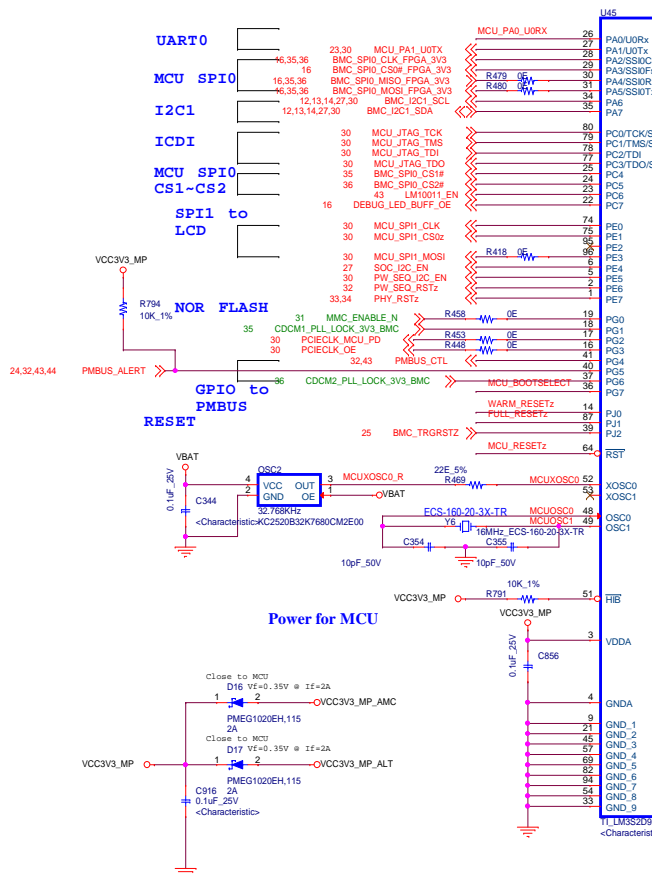 U45
UART0
MCU_PA0_U0RX 26 PA0/U0Rx
23,30 MCU_PA1_U0TX 27 PA1/U0Tx
16,35,36 BMC_SPI0_CLK_FPGA_3V3 28 PA2/SSI0C
MCU SPI0
16 BMC_SPI0_CS0#_FPGA_3V3 29 PA3/SSI0F
16,35,36 BMC_SPI0_MISO_FPGA_3V3 R479 0E 30 PA4/SSI0R
16,35,36 BMC_SPI0_MOSI_FPGA_3V3 R480 0E 31 PA5/SSI0T
I2C1
12,13,14,27,30 BMC_I2C1_SCL 34 PA6
12,13,14,27,30 BMC_I2C1_SDA 35 PA7
ICDI
30 MCU_JTAG_TCK 80 PC0/TCK/S
30 MCU_JTAG_TMS 79 PC1/TMS/S
30 MCU_JTAG_TDI 78 PC2/TDI
30 MCU_JTAG_TDO 77 PC3/TDO/S
MCU SPI0
CS1~CS2
35 BMC_SPI0_CS1# 25 PC4
36 BMC_SPI0_CS2# 24 PC5
43 LM10011_EN 23 PC6
16 DEBUG_LED_BUFF_OE 22 PC7
SPI1 to
LCD
30 MCU_SPI1_CLK 74 PE0
30 MCU_SPI1_CS0z 75 PE1
95 PE2
30 MCU_SPI1_MOSI R418 0E 96 PE3
27 SOC_I2C_EN 6 PE4
30 PW_SEQ_I2C_EN 5 PE5
32 PW_SEQ_RSTz 2 PE6
33,34 PHY_RSTz 1 PE7
VCC3V3_MP
R794
10K_1%
NOR FLASH
31 MMC_ENABLE_N R458 0E 19 PG0
35 CDCM1_PLL_LOCK_3V3_BMC 18 PG1
30 PCIECLK_MCU_PD R453 0E 17 PG2
30 PCIECLK_OE R448 0E 16 PG3
32,43 PMBUS_CTL 41 PG4
24,32,43,44 PMBUS_ALERT 40 PG5
36 CDCM2_PLL_LOCK_3V3_BMC 37 PG6
GPIO to
PMBUS
MCU_BOOTSELECT 36 PG7
RESET
WARM_RESETz 14 PJ0
FULL_RESETz 87 PJ1
25 BMC_TRGRSTZ 39 PJ2
MCU_RESETz 64 RST
VBAT
OSC2
4 VCC OUT 3 MCUXOSC0_R 22E_5% R469 MCUXOSC0 52 XOSC0
2 GND OE 1 VBAT
53 XOSC1
0.1uF_25V
C344
<Characteristic>
32.768KHz
KC2520B32K7680CM2E00
ECS-160-20-3X-TR
MCUOSC0 48 OSC0
Y6 MCUOSC1 49 OSC1
16MHz_ECS-160-20-3X-TR
C354 C355
10pF_50V 10pF_50V
10K_1%
VCC3V3_MP R791 51 HIB
Power for MCU
VCC3V3_MP
3 VDDA
0.1uF_25V
C856
Close to MCU
D16 Vf=0.35V @ If=2A
1 2 VCC3V3_MP_AMC
PMEG1020EH,115
2A
Close to MCU
D17 Vf=0.35V @ If=2A
VCC3V3_MP 1 2 VCC3V3_MP_ALT
PMEG1020EH,115
2A
C916
0.1uF_25V
<Characteristic>
4 GNDA
9 GND_1
21 GND_2
45 GND_3
57 GND_4
69 GND_5
82 GND_6
94 GND_7
54 GND_8
33 GND_9
TI_LM3S2D9
<Characterist